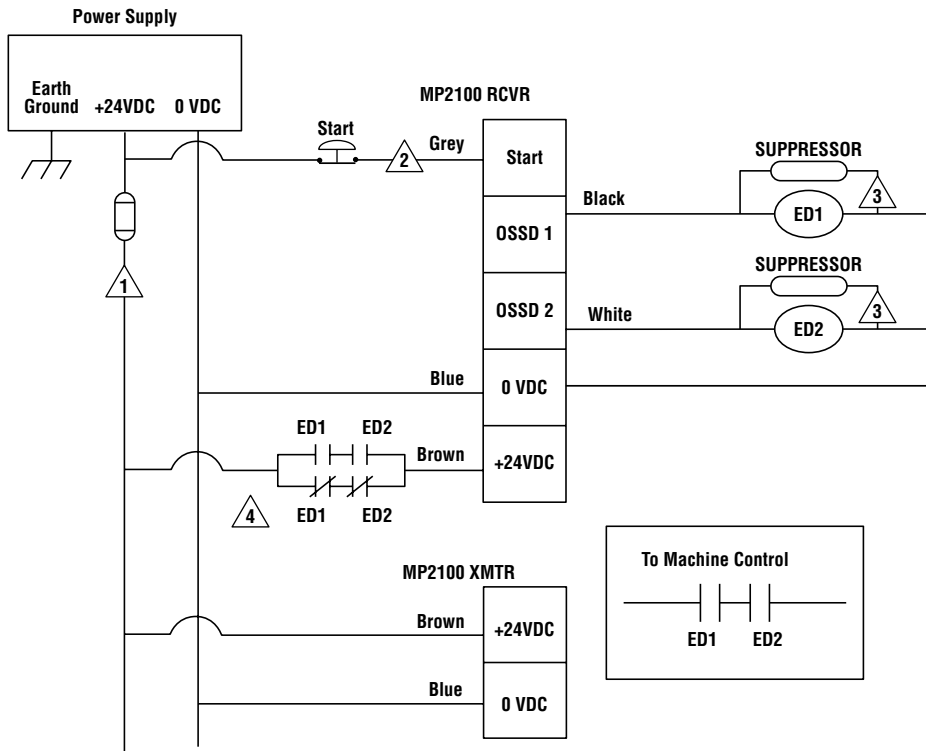 Power Supply
Earth
Ground
+24VDC
0 VDC
MP2100 RCVR
Start
2
Grey
Start
SUPPRESSOR
3
Black
ED1
OSSD 1
1
SUPPRESSOR
3
OSSD 2
White
ED2
Blue
0 VDC
ED1
ED2
Brown
+24VDC
4
ED1
ED2
To Machine Control
ED1
ED2
MP2100 XMTR
Brown
+24VDC
Blue
0 VDC